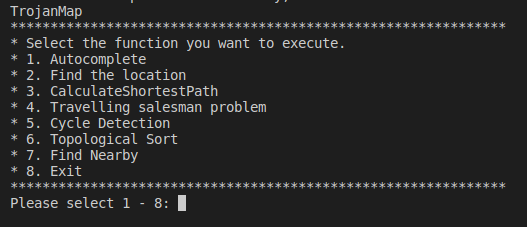 TrojanMap
**************************************************************
* Select the function you want to execute.
* 1. Autocomplete
* 2. Find the location
* 3. CalculateShortestPath
* 4. Travelling salesman problem
* 5. Cycle Detection
* 6. Topological Sort
* 7. Find Nearby
* 8. Exit
**************************************************************
Please select 1 - 8: